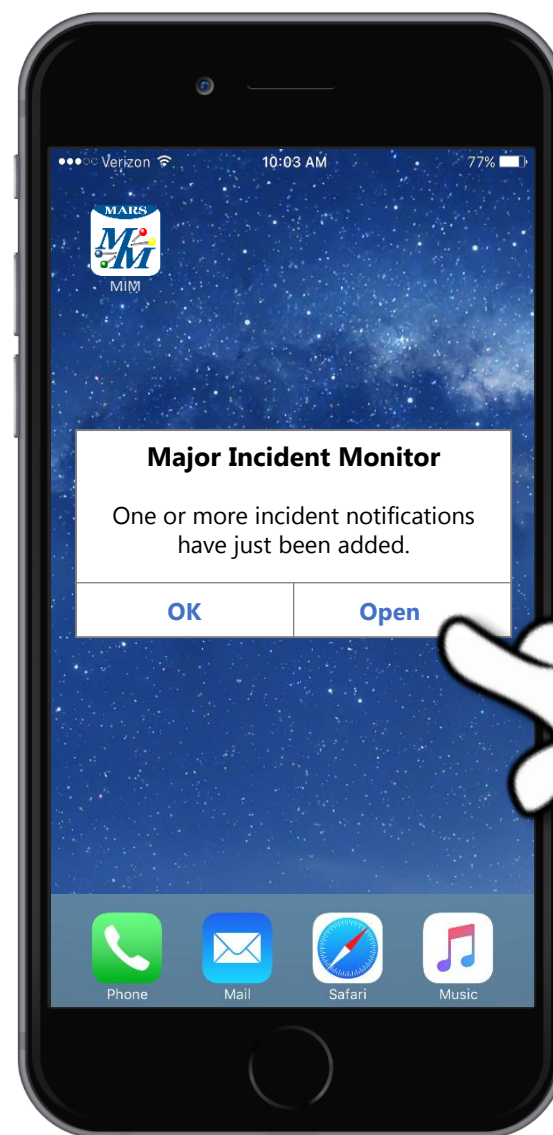 Verizon 10:03 AM 77%
MARS
MM
MIM
Major Incident Monitor
One or more incident notifications
have just been added.
OK Open
Phone Mail Safari Music